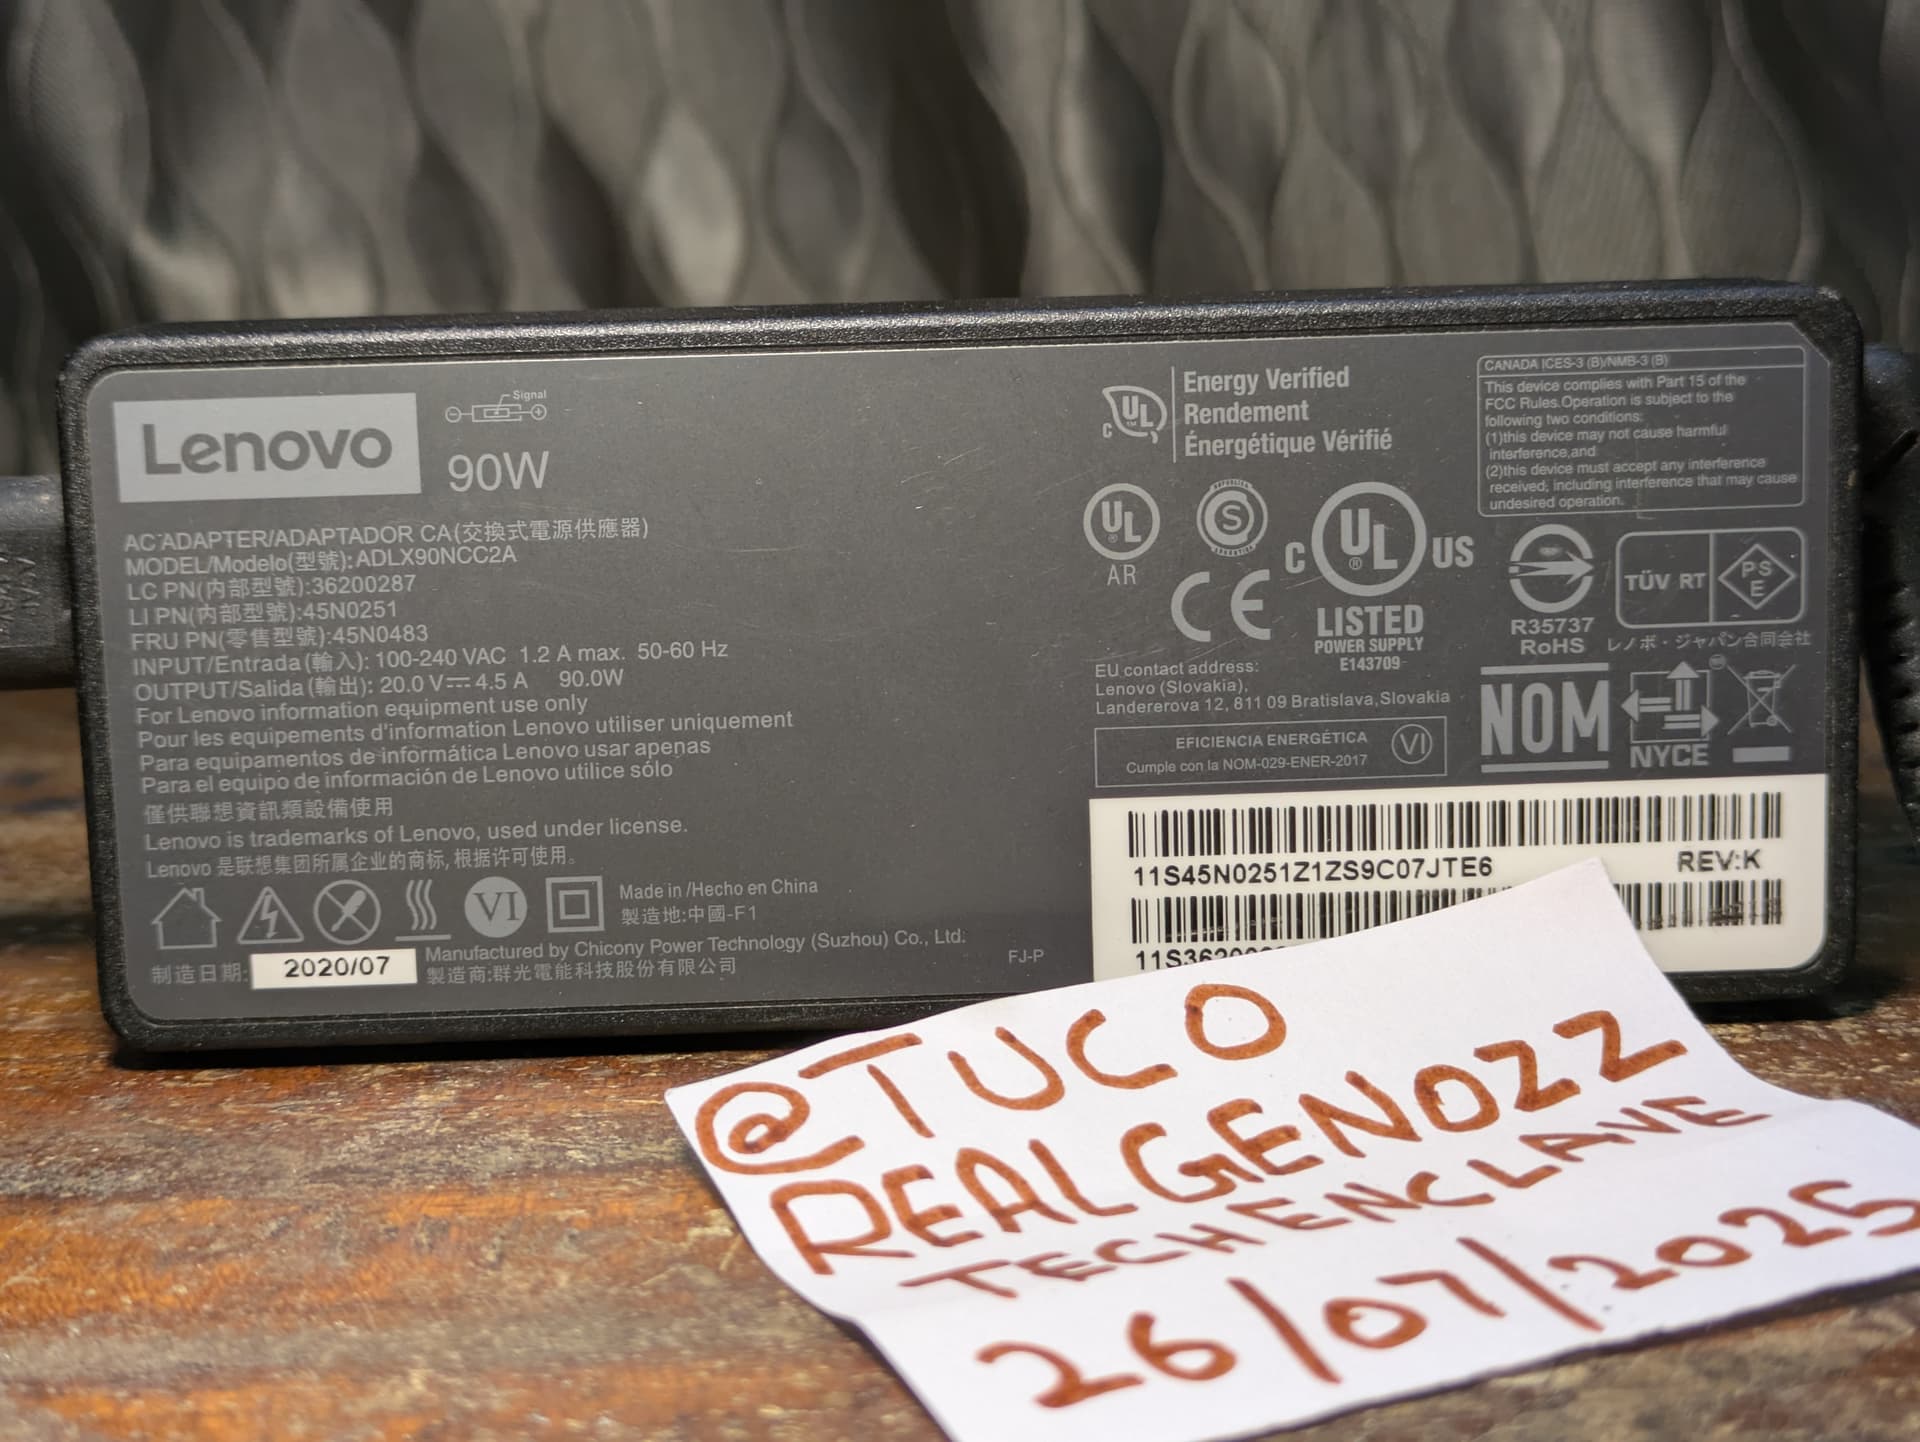 Lenovo
Signal
90W
AC ADAPTER/ADAPTADOR CA(交換式電源供應器)
MODEL/Modelo(型號):ADLX90NCC2A
LC PN(内部型號):36200287
LI PN(内部型號):45N0251
FRU PN(零售型號):45N0483
INPUT/Entrada(輸入): 100-240 VAC 1.2 A max. 50-60 Hz
OUTPUT/Salida(輸出): 20.0 V⎓ 4.5 A 90.0W
For Lenovo information equipment use only
Pour les equipements d'information Lenovo utiliser uniquement
Para equipamentos de informática Lenovo usar apenas
Para el equipo de información de Lenovo utilice sólo
僅供聯想資訊類設備使用
Lenovo is trademarks of Lenovo, used under license.
Lenovo 是联想集团所属企业的商标, 根据许可使用。
VI
Made in /Hecho en China
製造地:中國-F1
Manufactured by Chicony Power Technology (Suzhou) Co., Ltd.
製造商:群光電能科技股份有限公司
制造日期: 2020/07
FJ-P
c UL
Energy Verified
Rendement
Énergétique Vérifié
CANADA ICES-3 (B)/NMB-3 (B)
This device complies with Part 15 of the
FCC Rules.Operation is subject to the
following two conditions:
(1)this device may not cause harmful
interference,and
(2)this device must accept any interference
received, including interference that may cause
undesired operation.
UL
AR
S
C UL US
LISTED
POWER SUPPLY
E143709
CE
R35737
RoHS
TÜV RT
PS
E
レノボ・ジャパン合同会社
EU contact address:
Lenovo (Slovakia),
Landererova 12, 811 09 Bratislava,Slovakia
EFICIENCIA ENERGÉTICA VI
Cumple con la NOM-029-ENER-2017
NOM
NYCE
11S45N0251Z1ZS9C07JTE6
REV:K
@TUCO
REALGENOZZ
TECHENCLAVE
26/07/2025